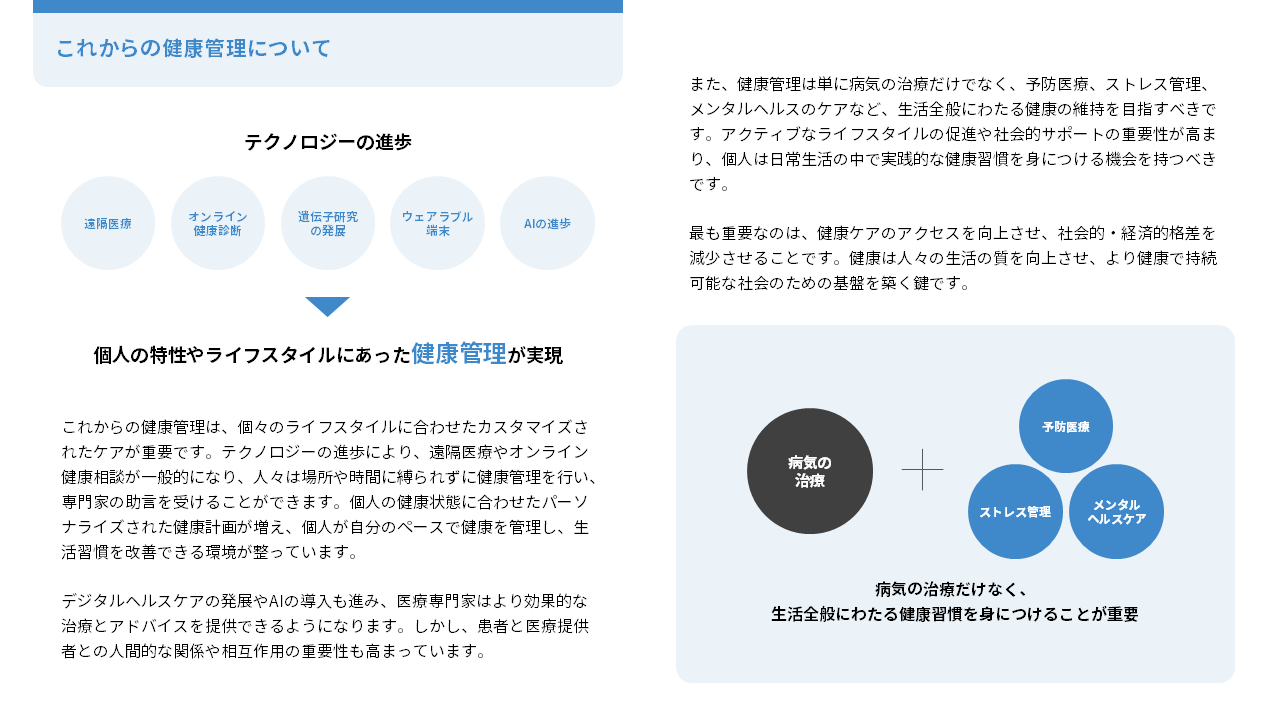 これからの健康管理について
テクノロジーの進歩
遠隔医療
オンライン
健康診断
遺伝子研究
の発展
ウェアラブル
端末
AIの進歩
個人の特性やライフスタイルにあった健康管理が実現
これからの健康管理は、個々のライフスタイルに合わせたカスタマイズさ
れたケアが重要です。テクノロジーの進歩により、遠隔医療やオンライン
健康相談が一般的になり、人々は場所や時間に縛られずに健康管理を行い、
専門家の助言を受けることができます。個人の健康状態に合わせたパーソ
ナライズされた健康計画が増え、個人が自分のペースで健康を管理し、生
活習慣を改善できる環境が整っています。
デジタルヘルスケアの発展やAIの導入も進み、医療専門家はより効果的な
治療とアドバイスを提供できるようになります。しかし、患者と医療提供
者との人間的な関係や相互作用の重要性も高まっています。
また、健康管理は単に病気の治療だけでなく、予防医療、ストレス管理、
メンタルヘルスのケアなど、生活全般にわたる健康の維持を目指すべきで
す。アクティブなライフスタイルの促進や社会的サポートの重要性が高ま
り、個人は日常生活の中で実践的な健康習慣を身につける機会を持つべき
です。
最も重要なのは、健康ケアのアクセスを向上させ、社会的・経済的格差を
減少させることです。健康は人々の生活の質を向上させ、より健康で持続
可能な社会のための基盤を築く鍵です。
病気の
治療
予防医療
ストレス管理
メンタル
ヘルスケア
病気の治療だけなく、
生活全般にわたる健康習慣を身につけることが重要